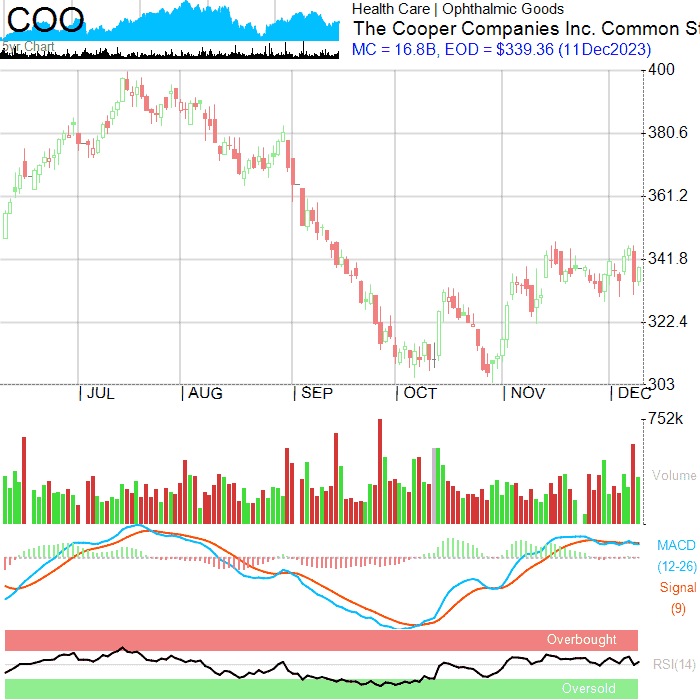 COO
5yr Chart
Health Care | Ophthalmic Goods
The Cooper Companies Inc. Common St
MC = 16.8B, EOD = $339.36 (11Dec2023)
400
380.6
361.2
341.8
322.4
303
| JUL | AUG | SEP | OCT | NOV | DEC
752k
Volume
MACD
(12-26)
Signal
(9)
Overbought
RSI(14)
Oversold